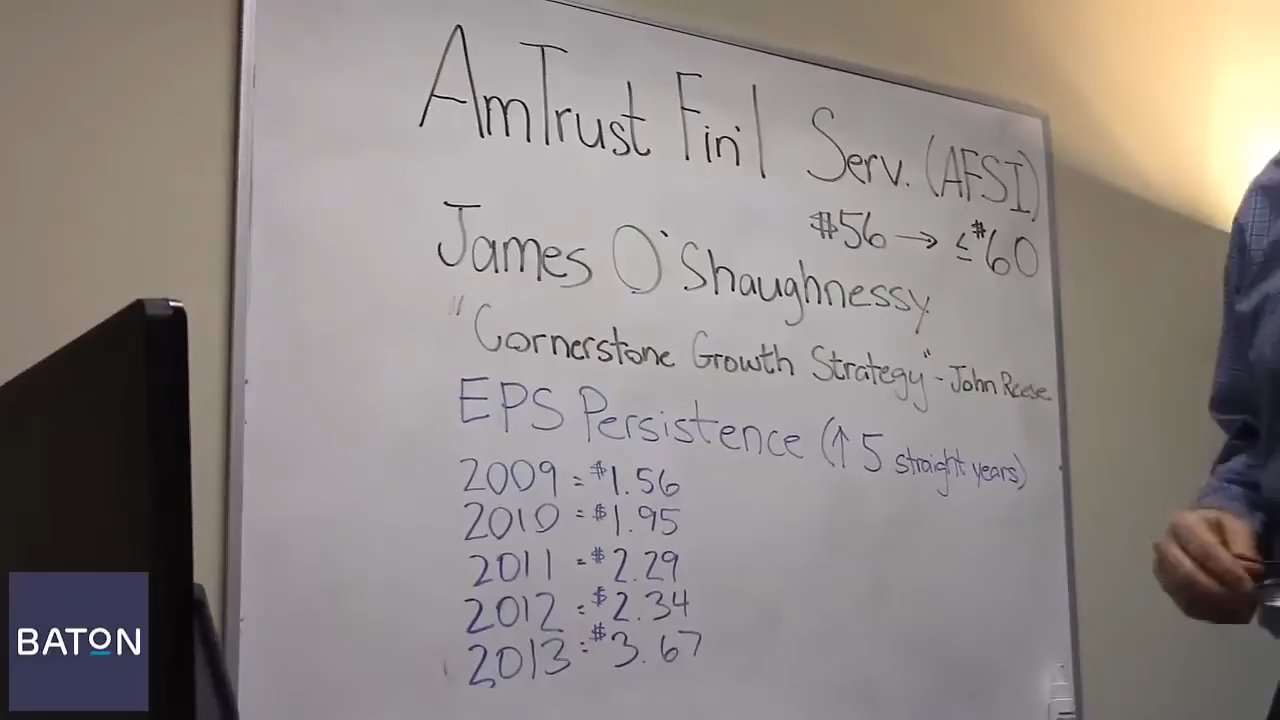 AmTrust Fin'l Serv. (AFSI)
$56 → ≤ $60
James O'Shaughnessy
"Cornerstone Growth Strategy" - John Reese
EPS Persistence (↑ 5 straight years)
2009 = $1.56
2010 = $1.95
2011 = $2.29
2012 = $2.34
2013 = $3.67
BATON